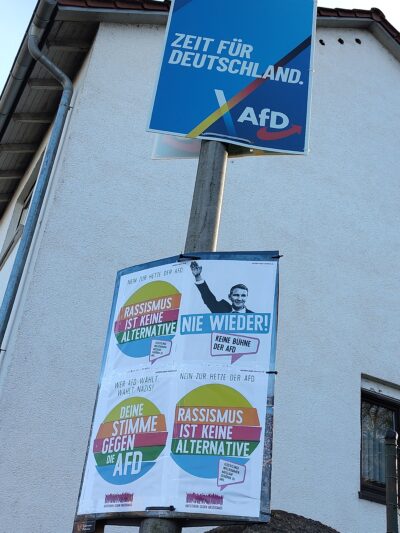 ZEIT FÜR
DEUTSCHLAND.
AfD
NEIN ZUR HETZE DER AFD
RASSISMUS
IST KEINE
ALTERNATIVE
NIE WIEDER!
KEINE BÜHNE
DER AFD
WER AFD WÄHLT,
WÄHLT NAZIS!
DEINE
STIMME
GEGEN
DIE AFD
NEIN ZUR HETZE DER AFD
RASSISMUS
IST KEINE
ALTERNATIVE